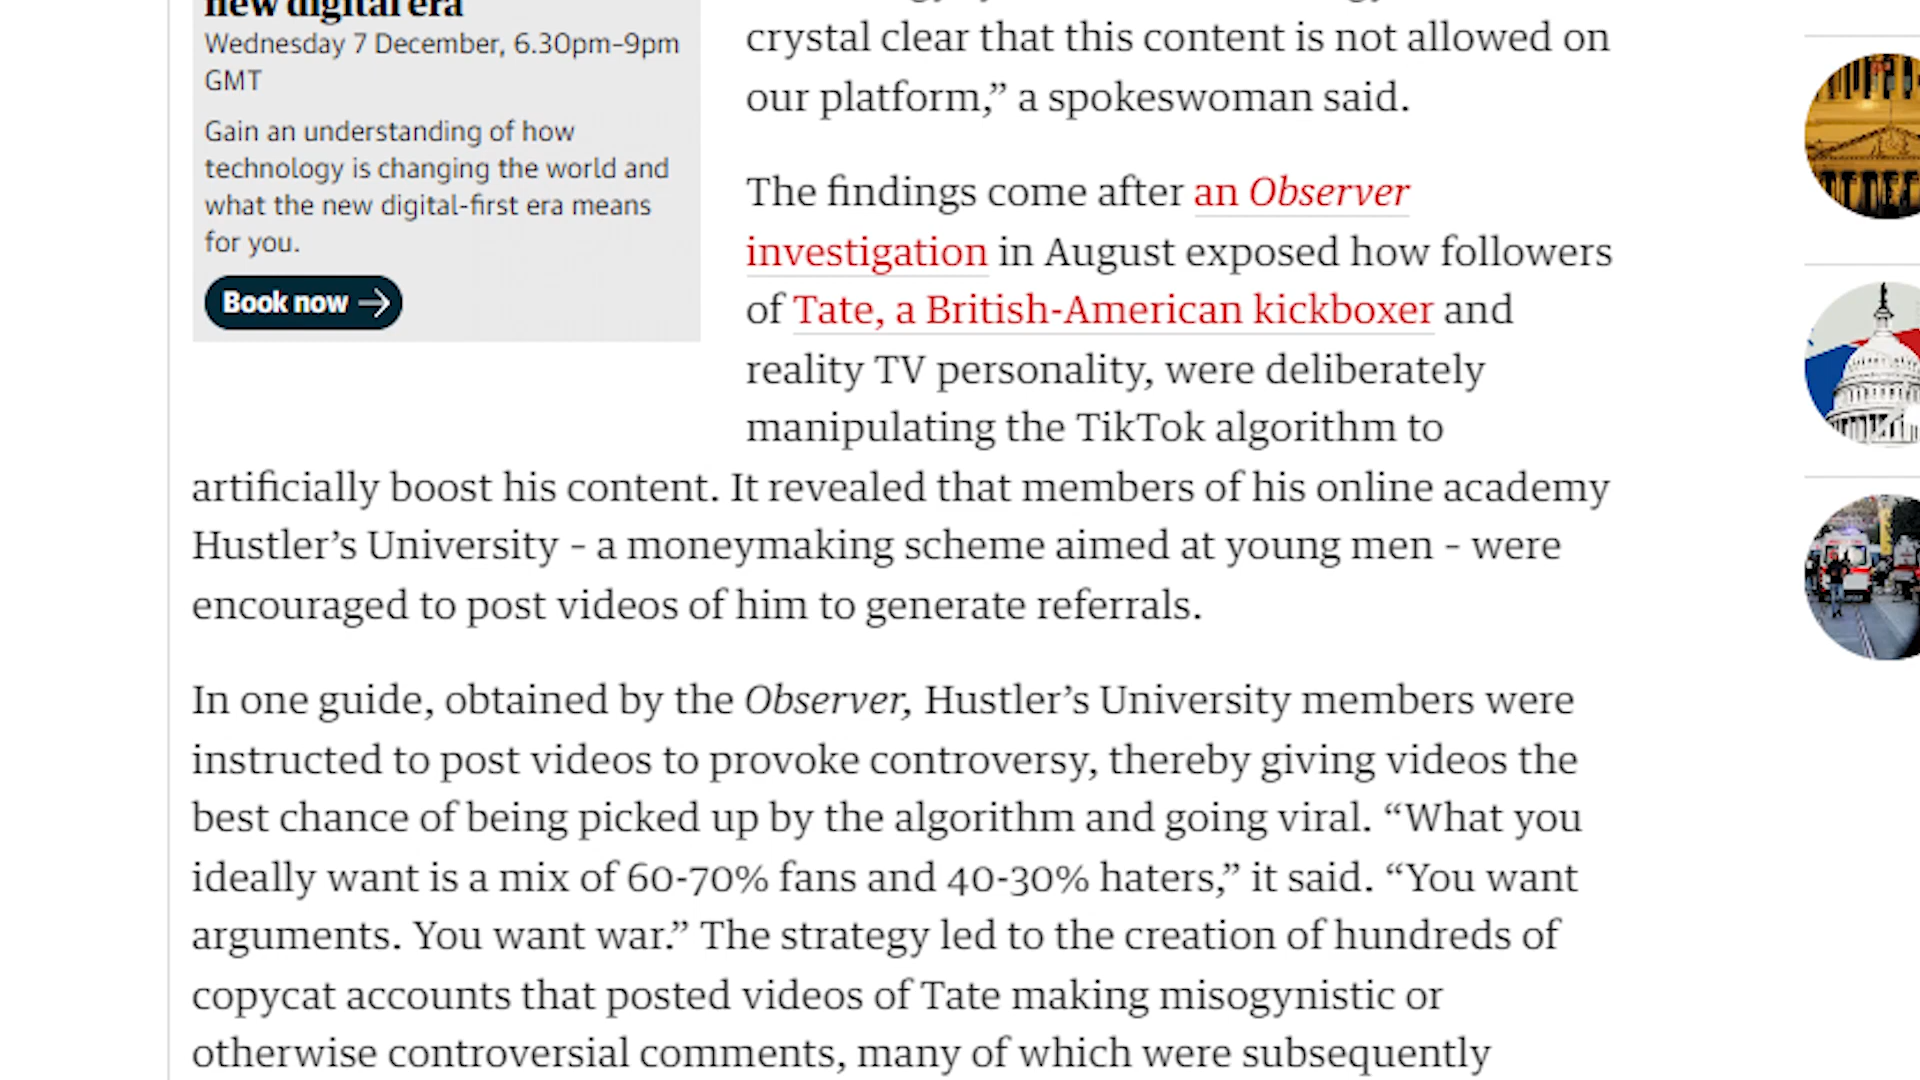 new digital era
Wednesday 7 December, 6.30pm–9pm
GMT
Gain an understanding of how
technology is changing the world and
what the new digital-first era means
for you.
Book now
crystal clear that this content is not allowed on
our platform,” a spokeswoman said.
The findings come after an Observer
investigation in August exposed how followers
of Tate, a British-American kickboxer and
reality TV personality, were deliberately
manipulating the TikTok algorithm to
artificially boost his content. It revealed that members of his online academy
Hustler’s University – a moneymaking scheme aimed at young men – were
encouraged to post videos of him to generate referrals.
In one guide, obtained by the Observer, Hustler’s University members were
instructed to post videos to provoke controversy, thereby giving videos the
best chance of being picked up by the algorithm and going viral. “What you
ideally want is a mix of 60-70% fans and 40-30% haters,” it said. “You want
arguments. You want war.” The strategy led to the creation of hundreds of
copycat accounts that posted videos of Tate making misogynistic or
otherwise controversial comments, many of which were subsequently